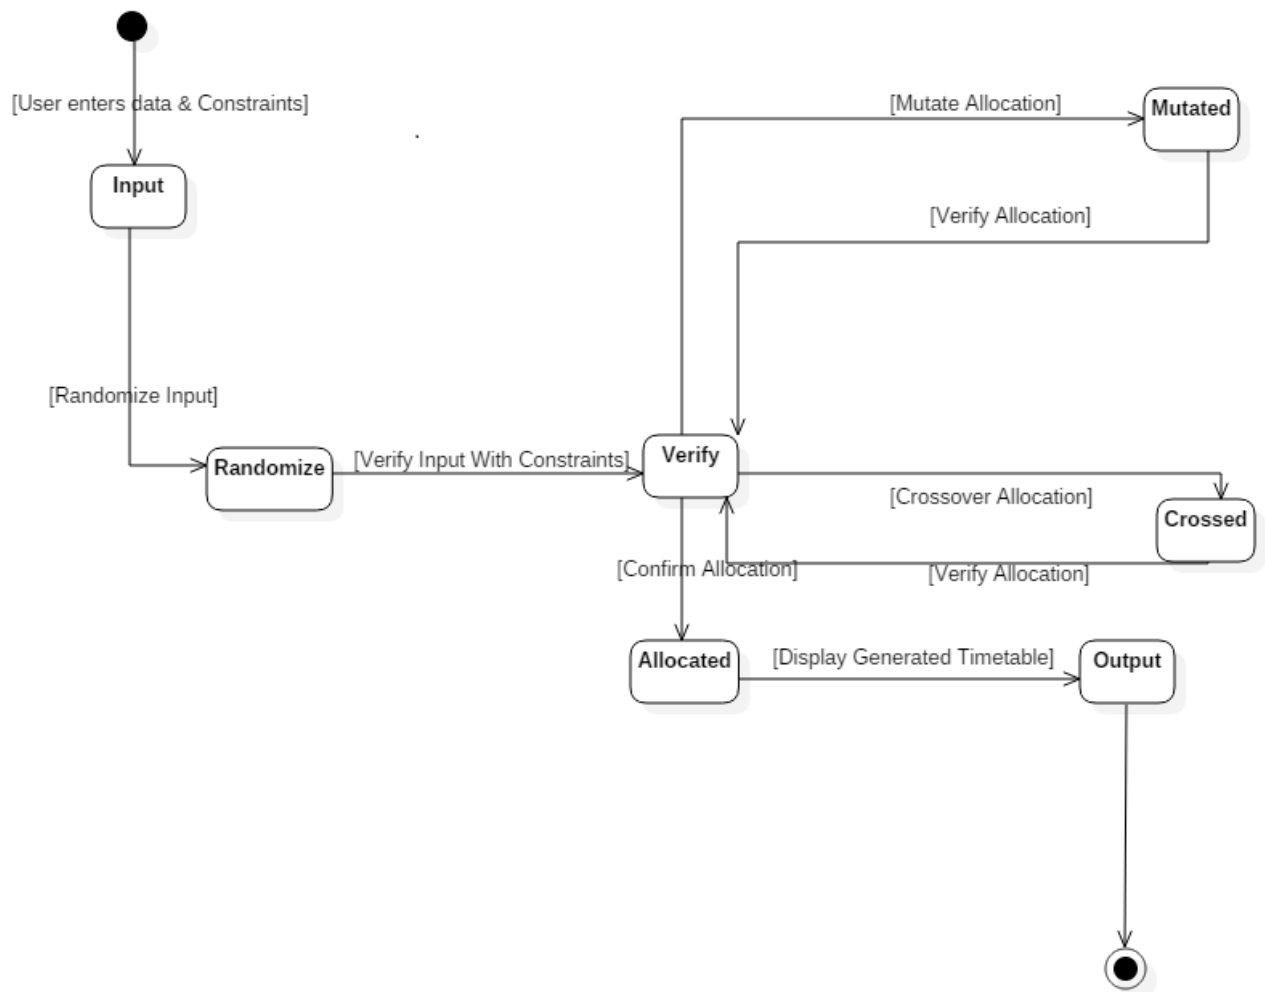 [User enters data & Constraints]
[Mutate Allocation]
Mutated
Input
[Verify Allocation]
[Randomize Input]
Randomize
[Verify Input With Constraints]
Verify
[Crossover Allocation]
Crossed
[Confirm Allocation]
[Verify Allocation]
Allocated
[Display Generated Timetable]
Output